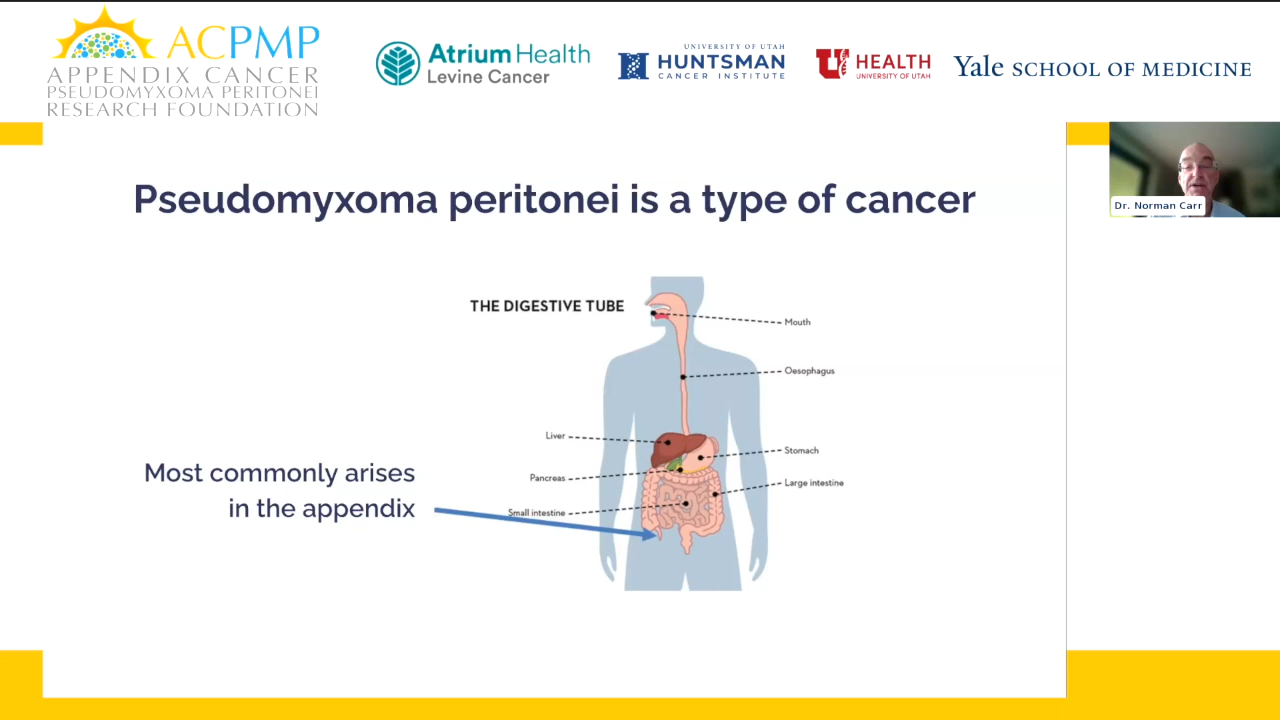 ACPMP
APPENDIX CANCER
PSEUDOMYXOMA PERITONEI
RESEARCH FOUNDATION
Atrium Health
Levine Cancer
UNIVERSITY OF UTAH
HUNTSMAN
CANCER INSTITUTE
U
HEALTH
UNIVERSITY OF UTAH
Yale SCHOOL OF MEDICINE
Dr. Norman Carr
Pseudomyxoma peritonei is a type of cancer
THE DIGESTIVE TUBE
Mouth
Oesophagus
Liver
Stomach
Pancreas
Large intestine
Small intestine
Most commonly arises
in the appendix